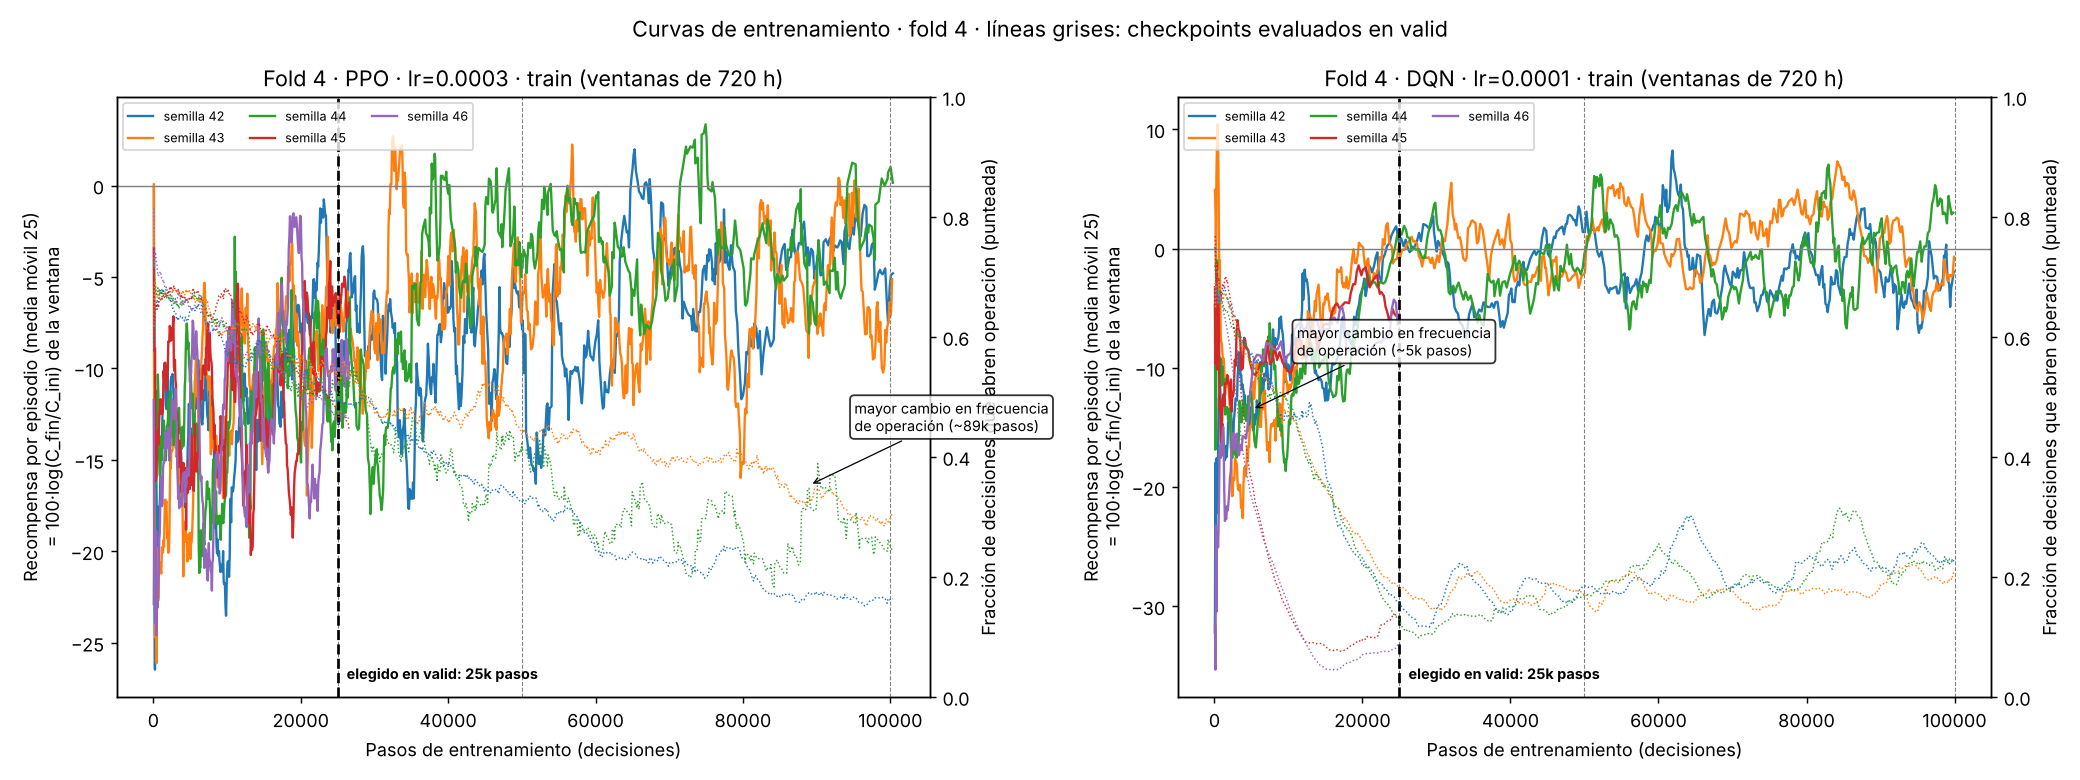 Curvas de entrenamiento · fold 4 · líneas grises: checkpoints evaluados en valid
Fold 4 · PPO · lr=0.0003 · train (ventanas de 720 h)
semilla 42
semilla 43
semilla 44
semilla 45
semilla 46
Recompensa por episodio (media móvil 25)
= 100·log(C_fin/C_ini) de la ventana
0
−5
−10
−15
−20
−25
1.0
0.8
0.6
0.4
0.2
0.0
Fracción de decisiones que abren operación (punteada)
mayor cambio en frecuencia
de operación (~89k pasos)
elegido en valid: 25k pasos
0
20000
40000
60000
80000
100000
Pasos de entrenamiento (decisiones)
Fold 4 · DQN · lr=0.0001 · train (ventanas de 720 h)
semilla 42
semilla 43
semilla 44
semilla 45
semilla 46
Recompensa por episodio (media móvil 25)
= 100·log(C_fin/C_ini) de la ventana
10
0
−10
−20
−30
1.0
0.8
0.6
0.4
0.2
0.0
Fracción de decisiones que abren operación (punteada)
mayor cambio en frecuencia
de operación (~5k pasos)
elegido en valid: 25k pasos
0
20000
40000
60000
80000
100000
Pasos de entrenamiento (decisiones)